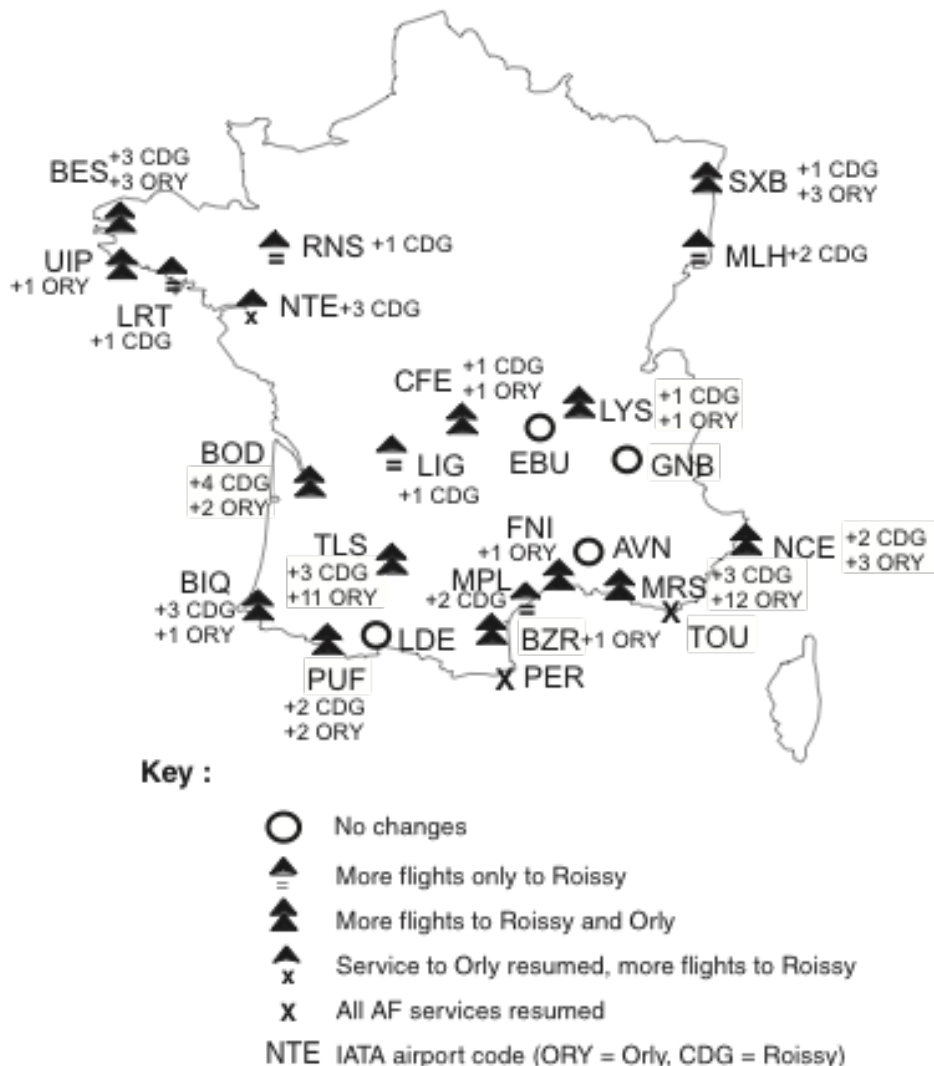 BES +3 CDG
+3 ORY
SXB +1 CDG
+3 ORY
RNS +1 CDG
MLH +2 CDG
UIP
+1 ORY
LRT
+1 CDG
NTE +3 CDG
CFE +1 CDG
+1 ORY
LYS +1 CDG
+1 ORY
EBU
GNB
BOD
+4 CDG
+2 ORY
LIG
+1 CDG
FNI
+1 ORY
AVN
NCE +2 CDG
+3 ORY
TLS
+3 CDG
+11 ORY
MPL
+2 CDG
MRS +3 CDG
+12 ORY
BIQ
+3 CDG
+1 ORY
LDE
BZR +1 ORY
TOU
PUF
+2 CDG
+2 ORY
X PER
Key :
No changes
= More flights only to Roissy
More flights to Roissy and Orly
x Service to Orly resumed, more flights to Roissy
x All AF services resumed
NTE IATA airport code (ORY = Orly, CDG = Roissy)